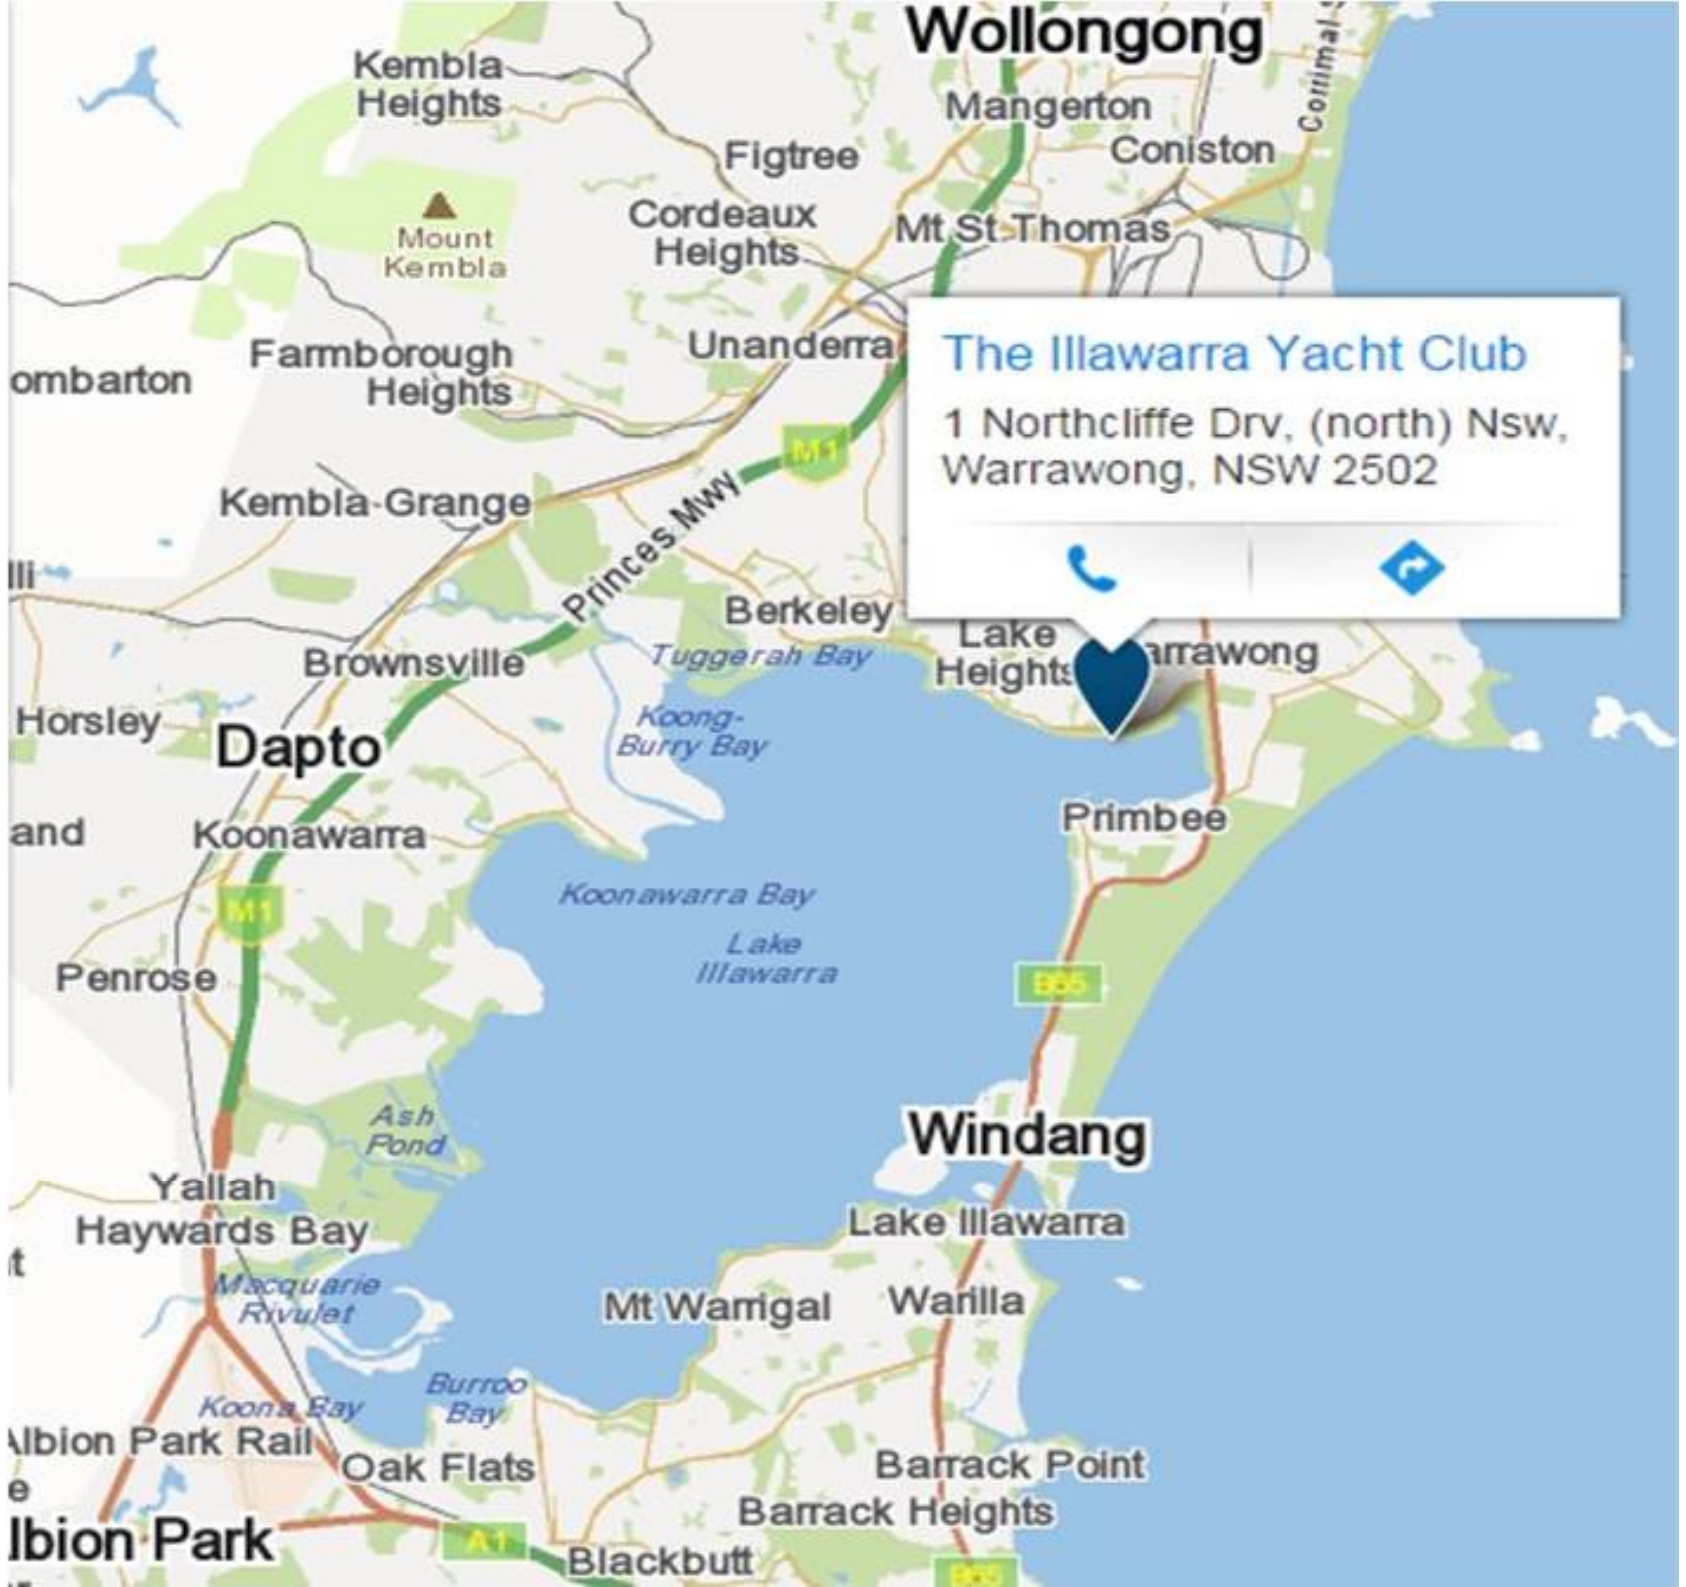 Wollongong
Corrimal
Kembla
Heights
Mangerton
Figtree
Coniston
Cordeaux
Heights
Mt St Thomas
Mount
Kembla
The Illawarra Yacht Club
1 Northcliffe Drv, (north) Nsw,
Warrawong, NSW 2502
Unanderra
Farmborough
Heights
ombarton
M1
Princes Mwy
Kembla Grange
lli
Berkeley
Lake
Heights
arrawong
Tuggerah Bay
Brownsville
Koong-
Burry Bay
Horsley
Dapto
Primbee
and
Koonawarra
Koonawarra Bay
M1
Lake
Illawarra
Penrose
B65
Ash
Pond
Windang
Yallah
Haywards Bay
Lake Illawarra
Macquarie
Rivulet
Mt Warrigal
Warilla
Burroo
Bay
Koona Bay
Albion Park Rail
Oak Flats
Barrack Point
Barrack Heights
lbion Park
A1
Blackbutt
B65